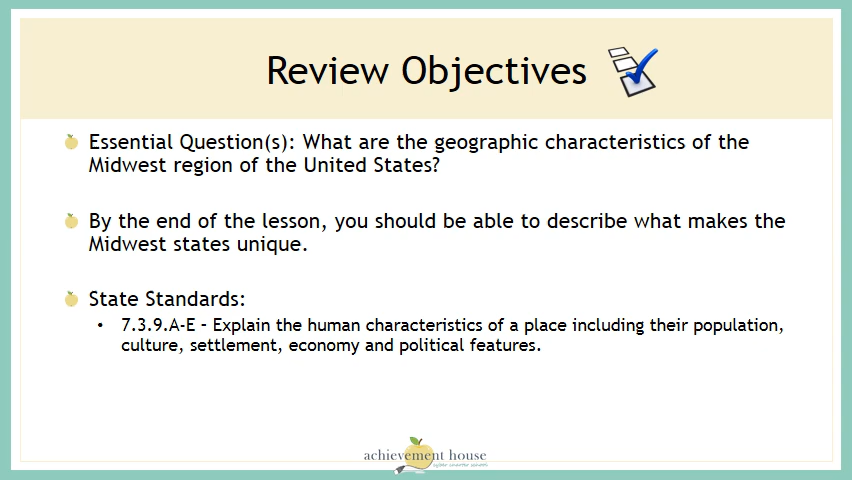 Review Objectives
Essential Question(s): What are the geographic characteristics of the
Midwest region of the United States?
By the end of the lesson, you should be able to describe what makes the
Midwest states unique.
State Standards:
• 7.3.9.A-E – Explain the human characteristics of a place including their population,
culture, settlement, economy and political features.
achievement house
cyber charter school